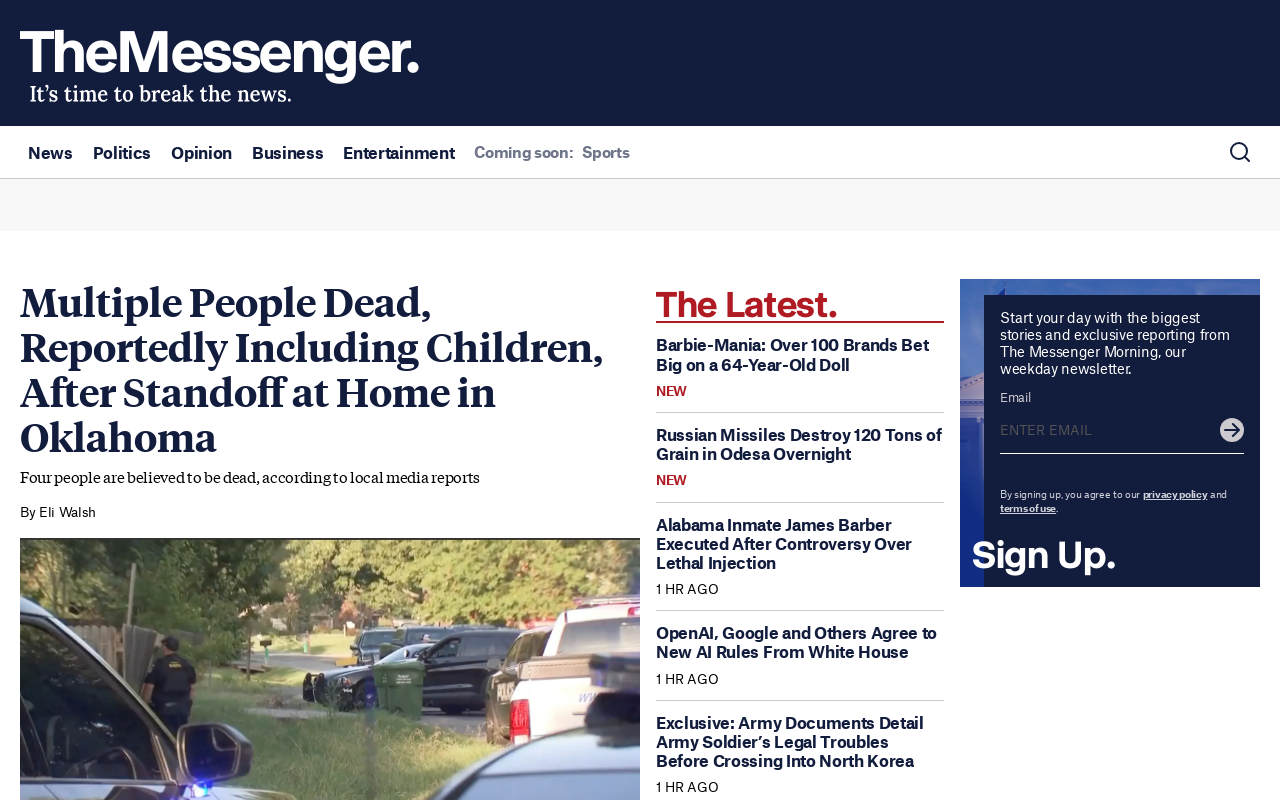 TheMessenger.
It's time to break the news.
News Politics Opinion Business Entertainment Coming soon: Sports
Multiple People Dead,
Reportedly Including Children,
After Standoff at Home in
Oklahoma
Four people are believed to be dead, according to local media reports
By Eli Walsh
The Latest.
Barbie-Mania: Over 100 Brands Bet
Big on a 64-Year-Old Doll
NEW
Russian Missiles Destroy 120 Tons of
Grain in Odesa Overnight
NEW
Alabama Inmate James Barber
Executed After Controversy Over
Lethal Injection
1 HR AGO
OpenAI, Google and Others Agree to
New AI Rules From White House
1 HR AGO
Exclusive: Army Documents Detail
Army Soldier’s Legal Troubles
Before Crossing Into North Korea
1 HR AGO
Start your day with the biggest
stories and exclusive reporting from
The Messenger Morning, our
weekday newsletter.
Email
ENTER EMAIL
By signing up, you agree to our privacy policy and
terms of use.
Sign Up.